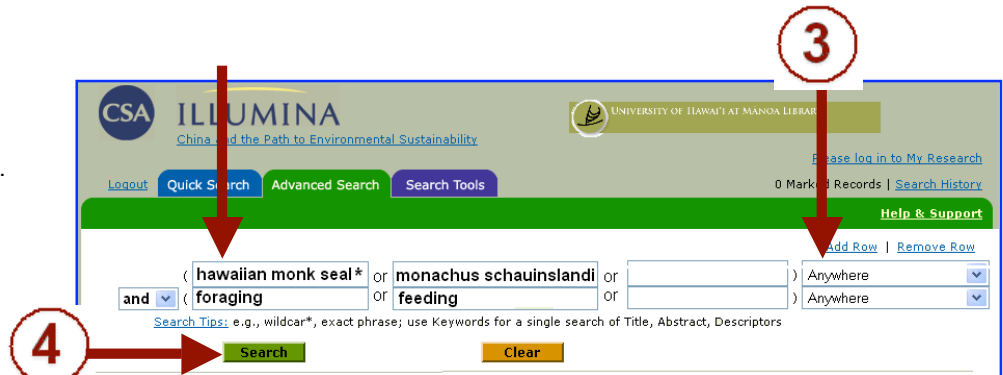 3
CSA ILLUMINA
UNIVERSITY OF HAWAI'I AT MANOA LIBRAR
China and the Path to Environmental Sustainability
Please log in to My Research
Logout Quick Search Advanced Search Search Tools 0 Marked Records | Search History
Help & Support
Add Row | Remove Row
( hawaiian monk seal* or monachus schauinslandi or ) Anywhere
and ( foraging or feeding or ) Anywhere
Search Tips: e.g., wildcar*, exact phrase; use Keywords for a single search of Title, Abstract, Descriptors
4 Search Clear